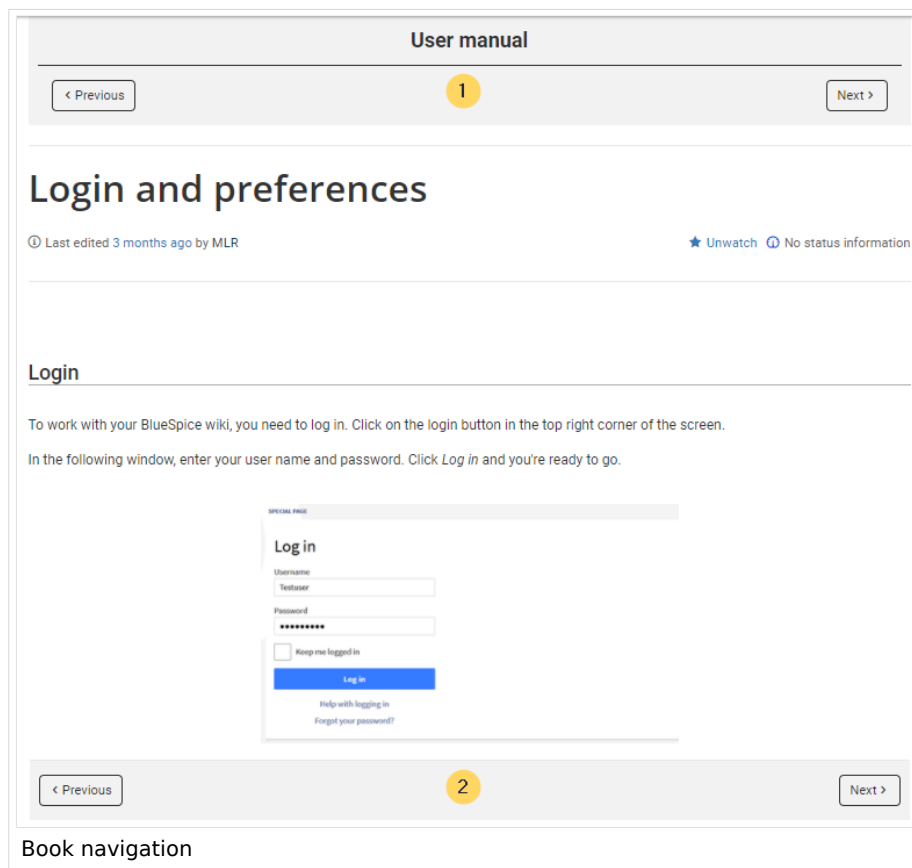 User manual
< Previous
1
Next >
Login and preferences
Last edited 3 months ago by MLR
Unwatch No status information
Login
To work with your BlueSpice wiki, you need to log in. Click on the login button in the top right corner of the screen.
In the following window, enter your user name and password. Click Log in and you're ready to go.
SPECIAL PAGE
Log in
Username
Testuser
Password
•••••••••
Keep me logged in
Log in
Help with logging in
Forgot your password?
< Previous
2
Next >
Book navigation